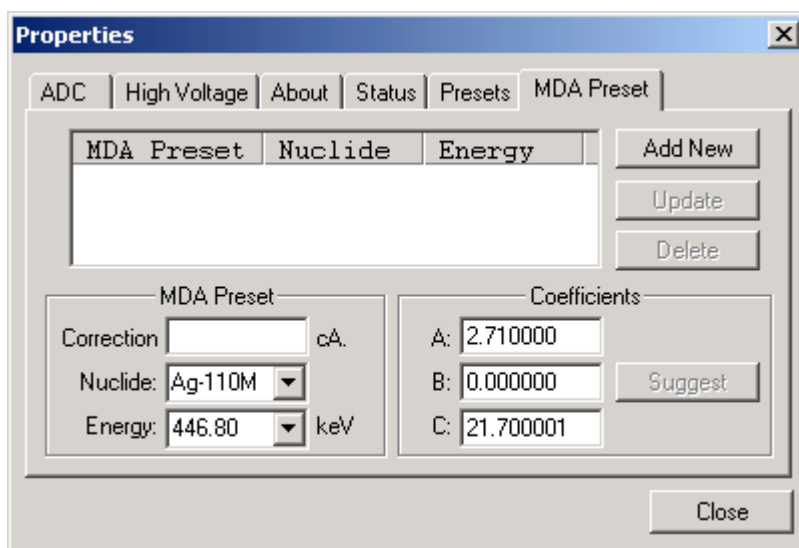 Properties
ADC High Voltage About Status Presets MDA Preset
MDA Preset Nuclide Energy
Add New
Update
Delete
MDA Preset
Correction cA.
Nuclide: Ag-110M
Energy: 446.80 keV
Coefficients
A: 2.710000
B: 0.000000
C: 21.700001
Suggest
Close